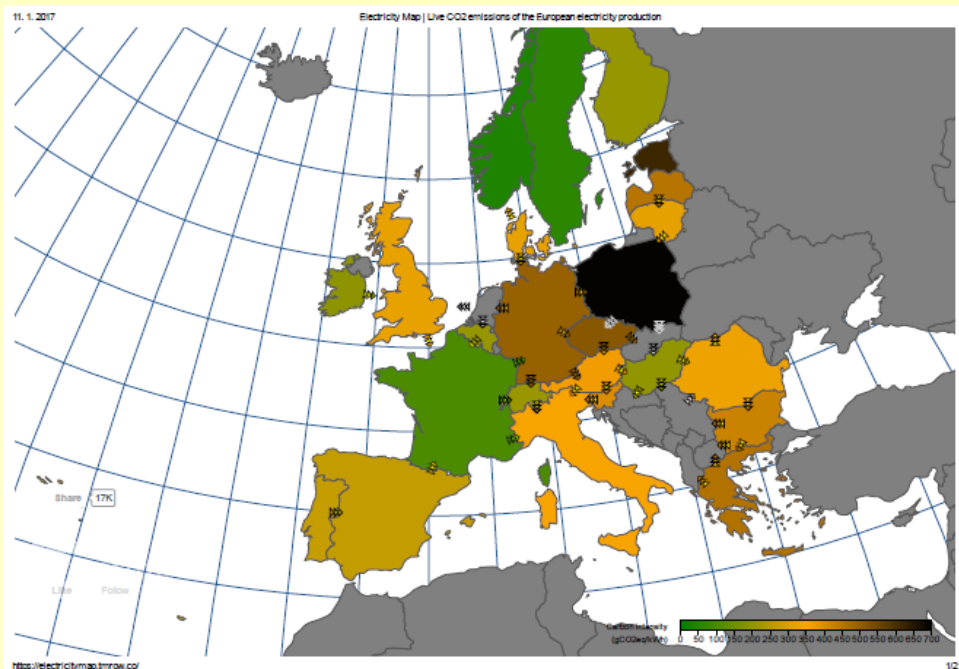 11. 1. 2017
Electricity Map | Live CO2 emissions of the European electricity production
Share 17K
Like Follow
Carbon intensity
(gCO2eq/kWh) 0 50 100 150 200 250 300 350 400 450 500 550 600 650 700
https://electricitymap.tmrow.co/
1/2